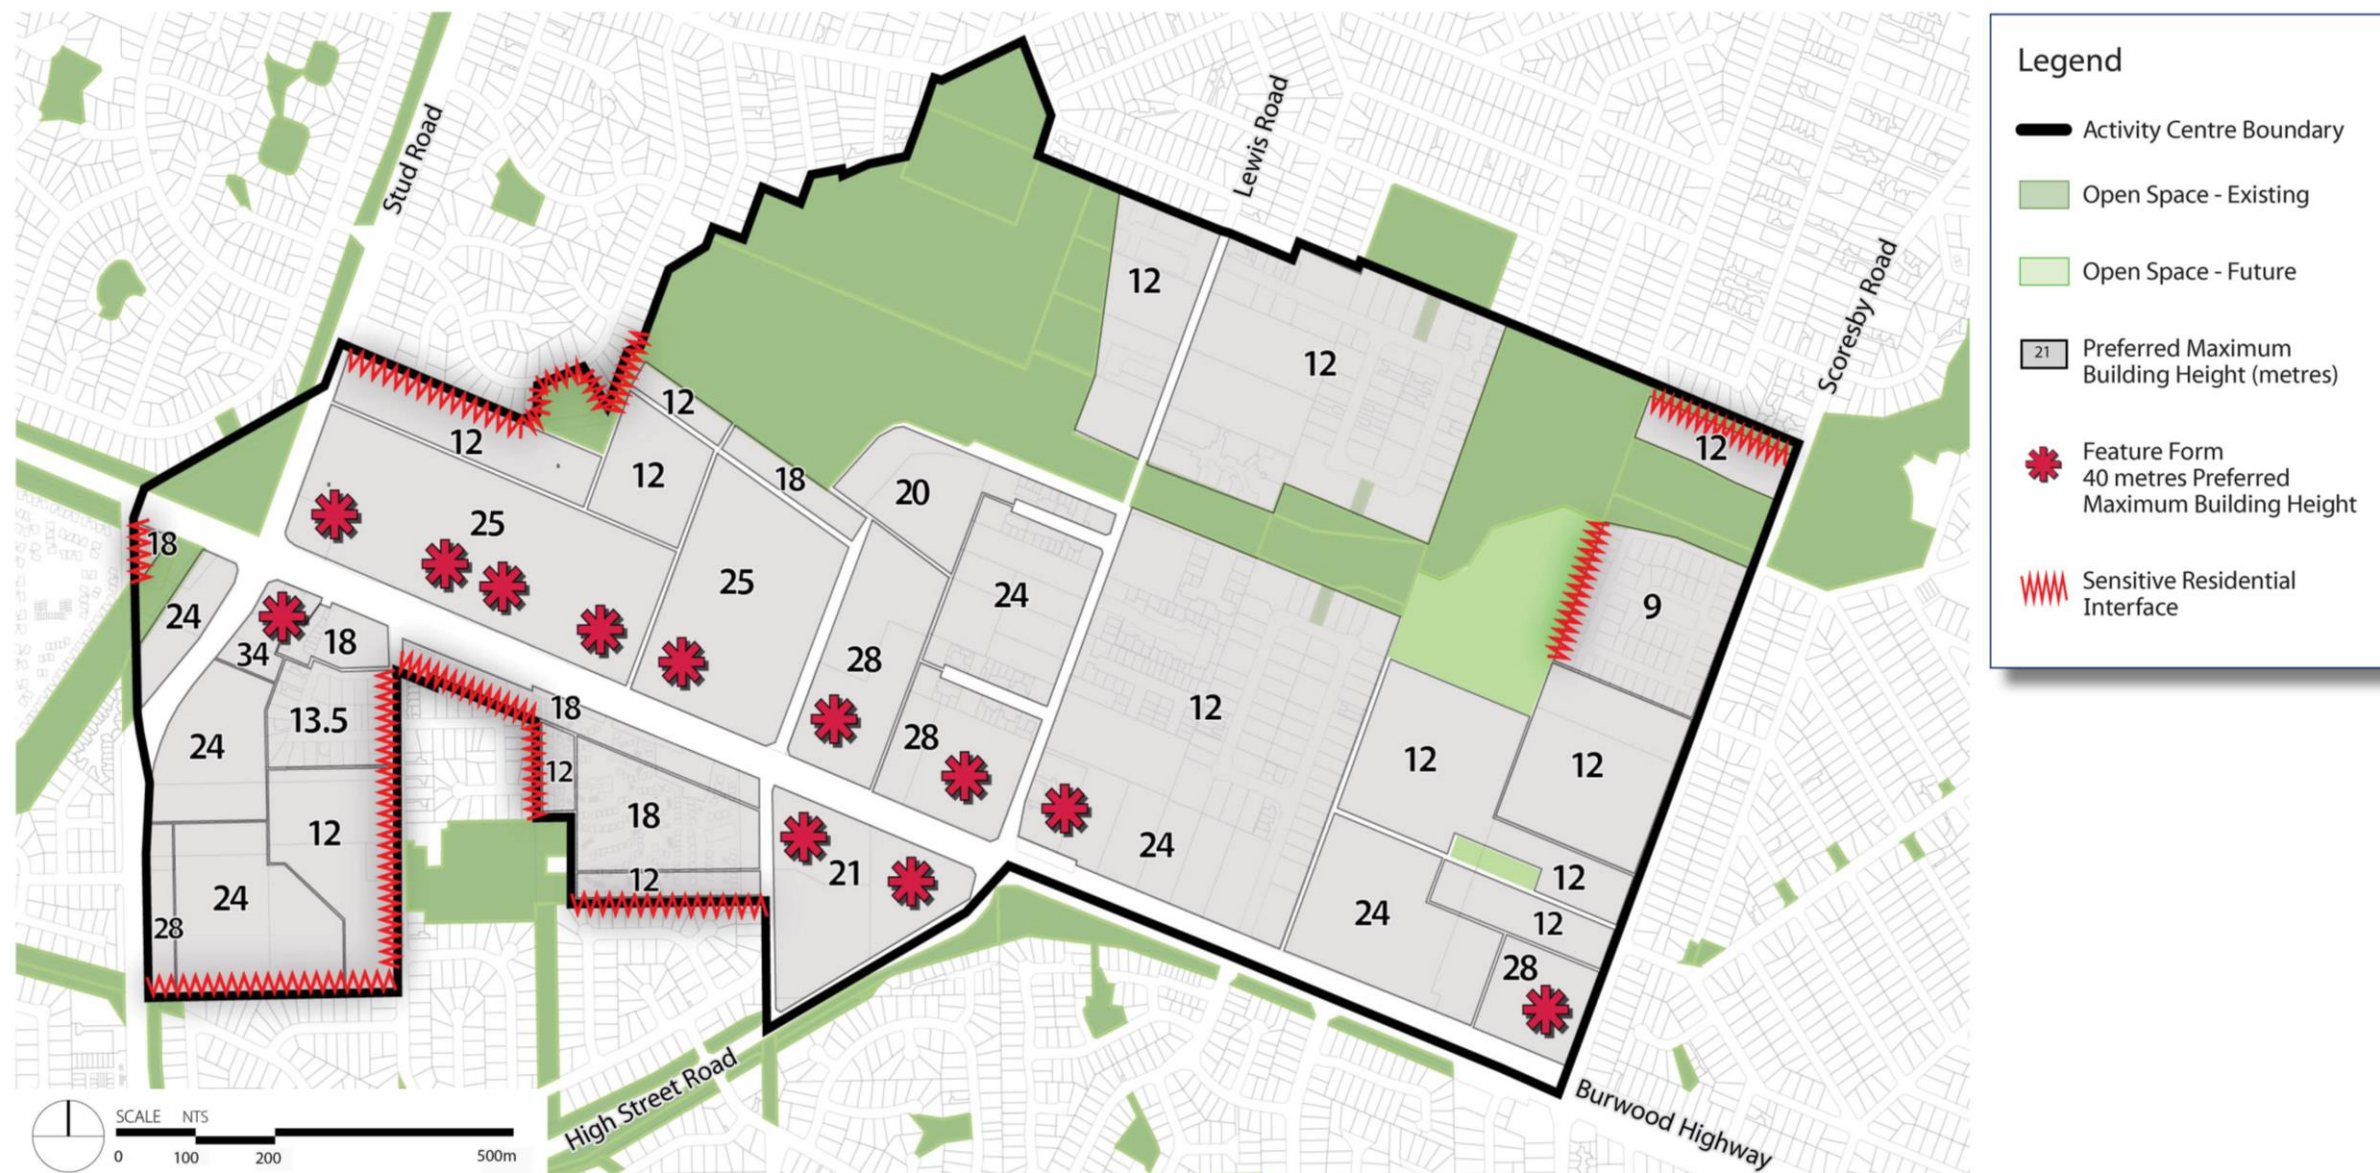 Stud Road
Lewis Road
Scoresby Road
12
12
12
12
12
12
18
20
25
18
24
25
24
9
34
18
28
12
13.5
18
28
24
12
12
12
18
24
12
21
12
12
24
12
24
28
28
High Street Road
Burwood Highway
SCALE NTS
0 100 200 500m
Legend
Activity Centre Boundary
Open Space - Existing
Open Space - Future
21
Preferred Maximum
Building Height (metres)
Feature Form
40 metres Preferred
Maximum Building Height
Sensitive Residential
Interface